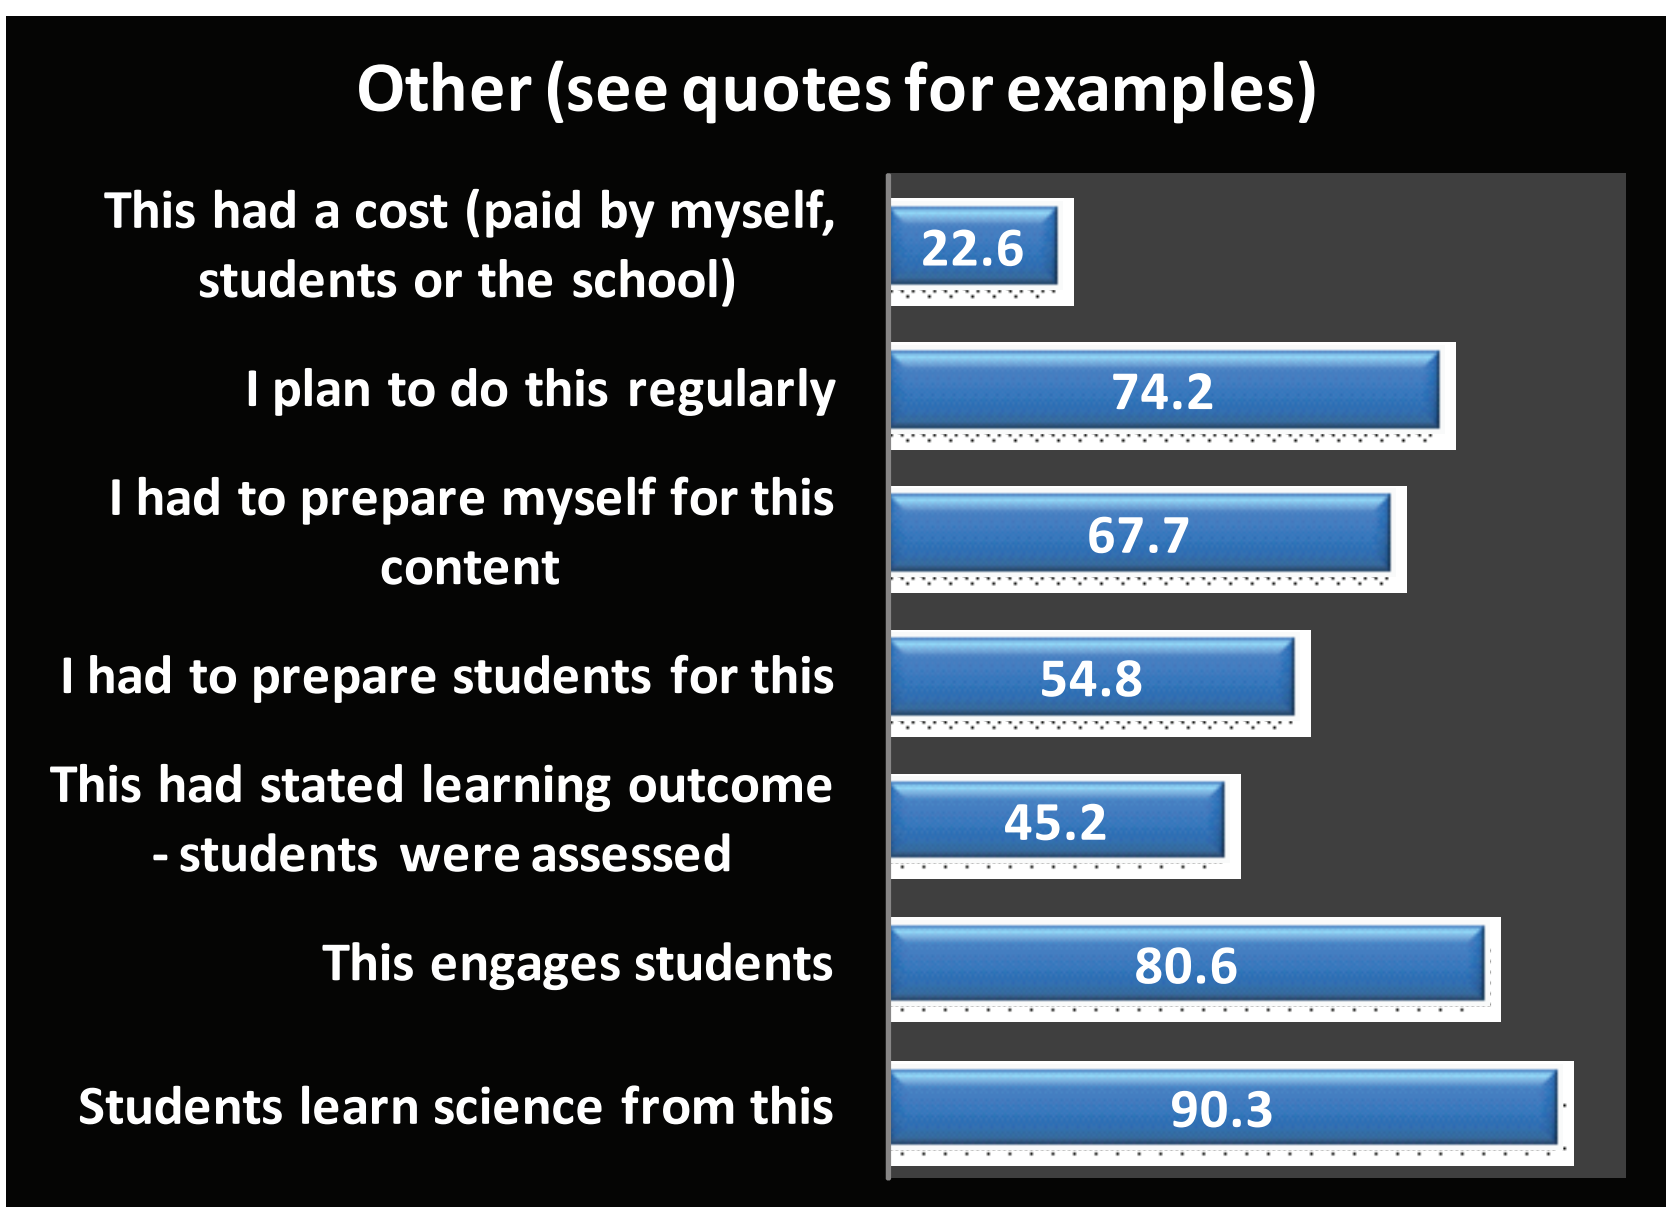 Other (see quotes for examples)
This had a cost (paid by myself,
students or the school)
22.6
I plan to do this regularly
74.2
I had to prepare myself for this
content
67.7
I had to prepare students for this
54.8
This had stated learning outcome
- students were assessed
45.2
This engages students
80.6
Students learn science from this
90.3